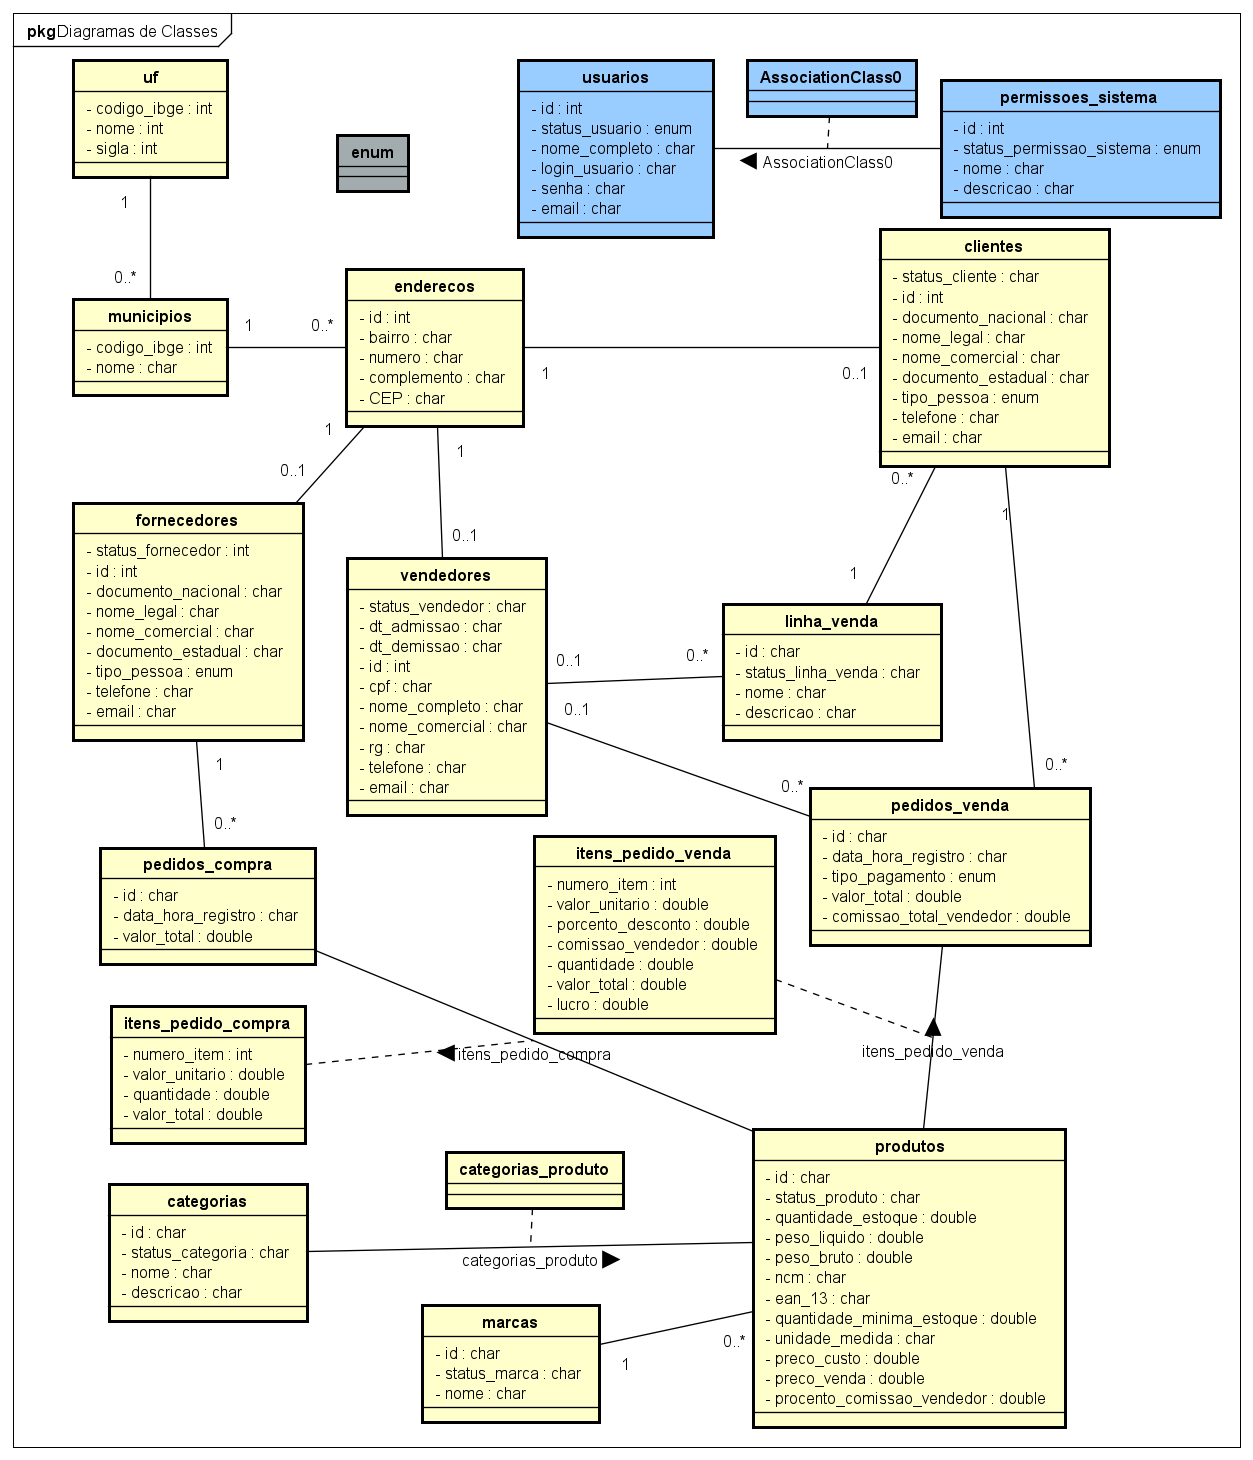 pkg Diagramas de Classes
uf
- codigo_ibge : int
- nome : int
- sigla : int
enum
usuarios
- id : int
- status_usuario : enum
- nome_completo : char
- login_usuario : char
- senha : char
- email : char
AssociationClass0
AssociationClass0
permissoes_sistema
- id : int
- status_permissao_sistema : enum
- nome : char
- descricao : char
1
0..*
municipios
- codigo_ibge : int
- nome : char
1
0..*
enderecos
- id : int
- bairro : char
- numero : char
- complemento : char
- CEP : char
1
0..1
clientes
- status_cliente : char
- id : int
- documento_nacional : char
- nome_legal : char
- nome_comercial : char
- documento_estadual : char
- tipo_pessoa : enum
- telefone : char
- email : char
1
0..1
1
0..1
0..*
1
1
0..*
fornecedores
- status_fornecedor : int
- id : int
- documento_nacional : char
- nome_legal : char
- nome_comercial : char
- documento_estadual : char
- tipo_pessoa : enum
- telefone : char
- email : char
vendedores
- status_vendedor : char
- dt_admissao : char
- dt_demissao : char
- id : int
- cpf : char
- nome_completo : char
- nome_comercial : char
- rg : char
- telefone : char
- email : char
0..1
0..*
0..1
0..*
linha_venda
- id : char
- status_linha_venda : char
- nome : char
- descricao : char
1
0..*
pedidos_compra
- id : char
- data_hora_registro : char
- valor_total : double
itens_pedido_venda
- numero_item : int
- valor_unitario : double
- porcento_desconto : double
- comissao_vendedor : double
- quantidade : double
- valor_total : double
- lucro : double
pedidos_venda
- id : char
- data_hora_registro : char
- tipo_pagamento : enum
- valor_total : double
- comissao_total_vendedor : double
itens_pedido_compra
- numero_item : int
- valor_unitario : double
- quantidade : double
- valor_total : double
itens_pedido_compra
itens_pedido_venda
categorias
- id : char
- status_categoria : char
- nome : char
- descricao : char
categorias_produto
categorias_produto
produtos
- id : char
- status_produto : char
- quantidade_estoque : double
- peso_liquido : double
- peso_bruto : double
- ncm : char
- ean_13 : char
- quantidade_minima_estoque : double
- unidade_medida : char
- preco_custo : double
- preco_venda : double
- procento_comissao_vendedor : double
marcas
- id : char
- status_marca : char
- nome : char
1
0..*